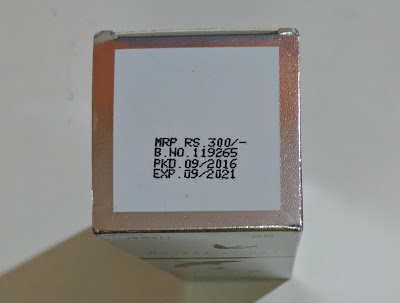 MRP RS.300/-
B.NO.119265
PKD.09/2016
EXP.09/2021